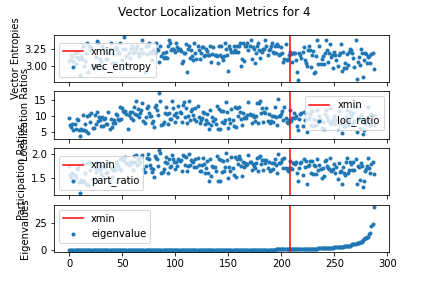 Vector Localization Metrics for 4
Vector Entropies
3.25
3.00
xmin
vec_entropy
Localization Ratios
15
10
5
xmin
loc_ratio
Participation Ratios
2.0
1.5
xmin
part_ratio
Eigenvalues
25
0
xmin
eigenvalue
0 50 100 150 200 250 300